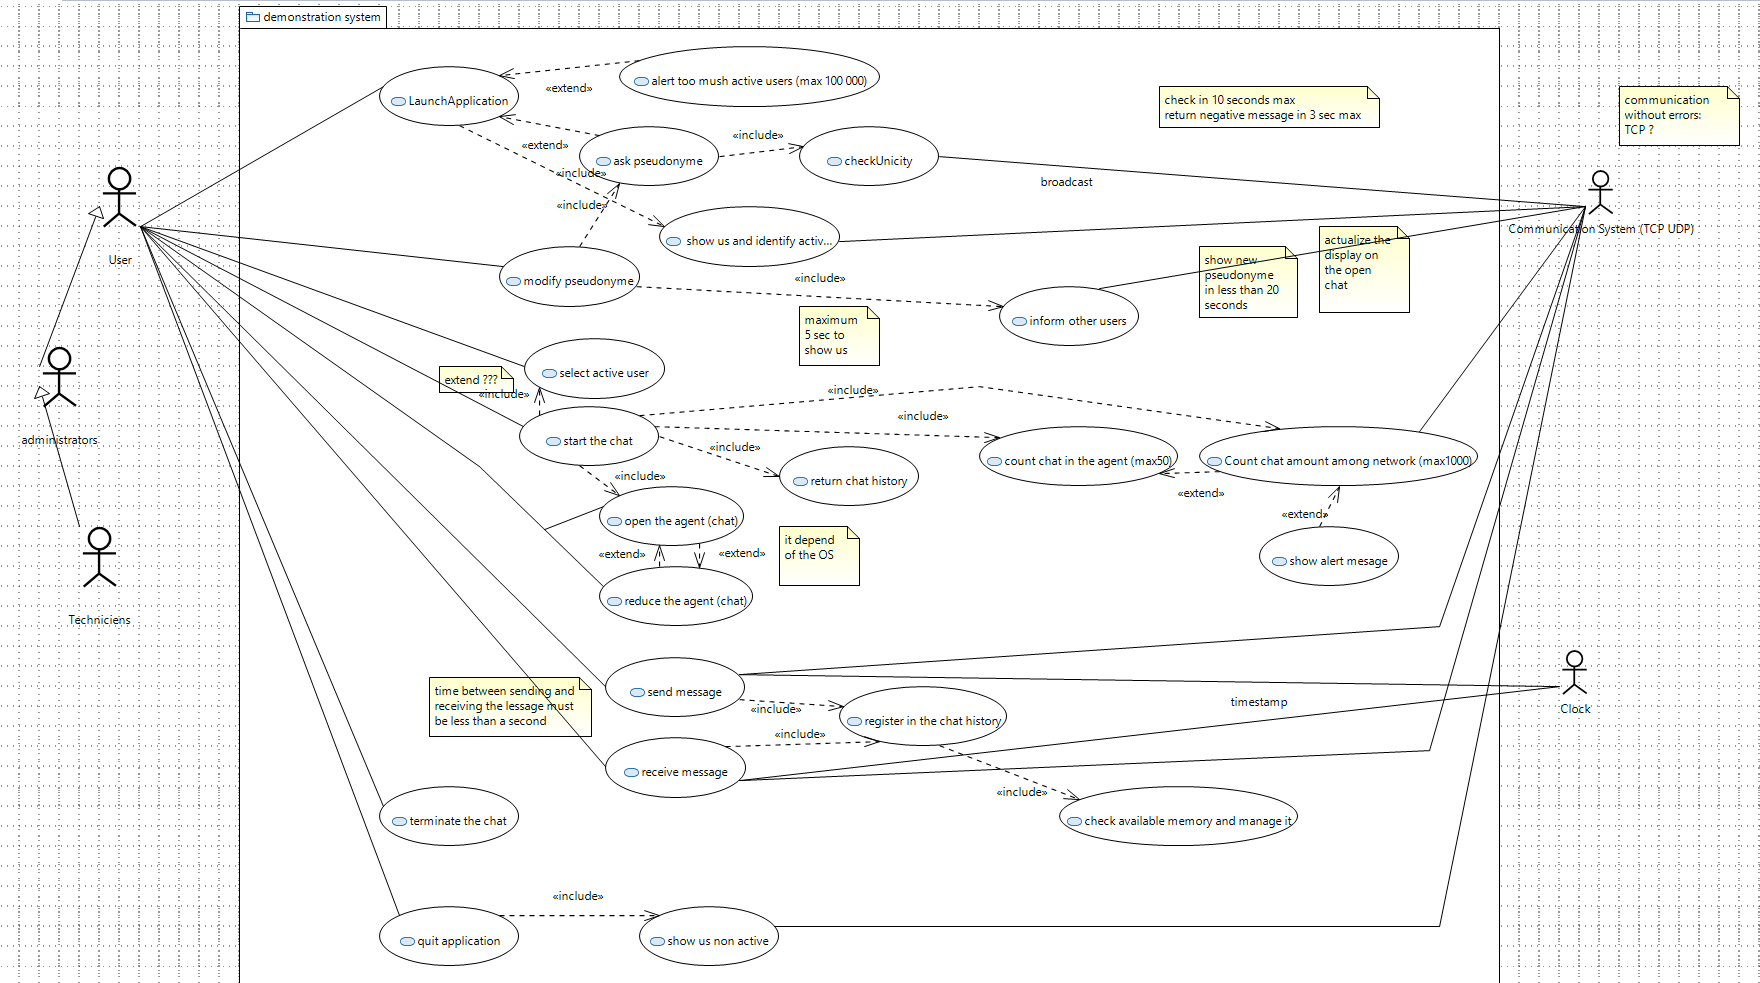 demonstration system
alert too mush active users (max 100 000)
LaunchApplication
«extend»
check in 10 seconds max
return negative message in 3 sec max
communication
without errors:
TCP ?
«extend»
«include»
ask pseudonyme
checkUnicity
«include»
broadcast
«include»
show us and identify activ...
Communication System (TCP UDP)
User
modify pseudonyme
«include»
show new
pseudonyme
in less than 20
seconds
actualize the
display on
the open
chat
inform other users
maximum
5 sec to
show us
select active user
extend ???
«include»
«include»
«include»
administrators
start the chat
«include»
count chat in the agent (max50)
Count chat amount among network (max1000)
«include»
return chat history
«extend»
«extend»
open the agent (chat)
«extend»
«extend»
it depend
of the OS
show alert mesage
reduce the agent (chat)
Techniciens
time between sending and
receiving the lessage must
be less than a second
send message
«include»
register in the chat history
timestamp
Clock
«include»
receive message
«include»
terminate the chat
check available memory and manage it
«include»
quit application
show us non active